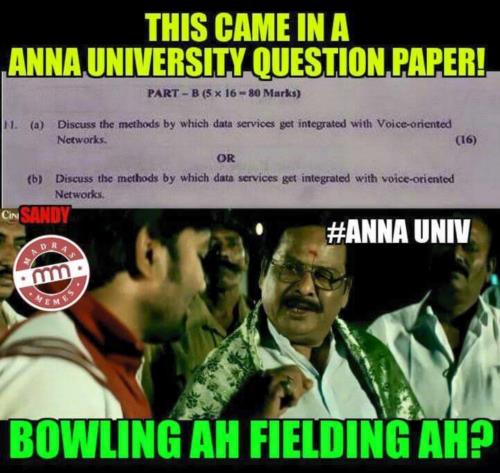 THIS CAME IN A
ANNA UNIVERSITY QUESTION PAPER!
PART – B (5 x 16 = 80 Marks)
11. (a) Discuss the methods by which data services get integrated with Voice-oriented
Networks. (16)
OR
(b) Discuss the methods by which data services get integrated with voice-oriented
Networks.
CINE SANDY
#ANNA UNIV
MADRAS
mm
MEMES
BOWLING AH FIELDING AH?